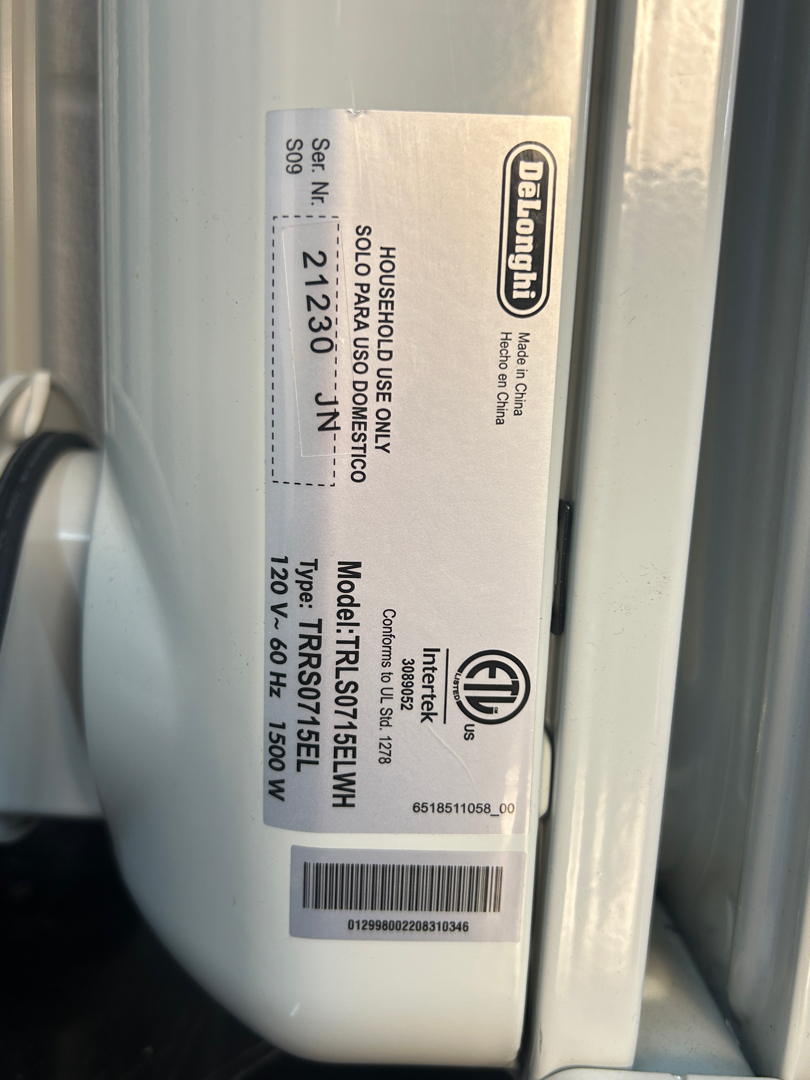 DeLonghi
Made in China
Hecho en China
HOUSEHOLD USE ONLY
SOLO PARA USO DOMESTICO
Ser. Nr.
S09
21230 JN
ETL
LISTED
US
Intertek
3089052
Conforms to UL Std. 1278
6518511058_00
Model:TRLS0715ELWH
Type: TRRS0715EL
120 V~ 60 Hz 1500 W
012998002208310346